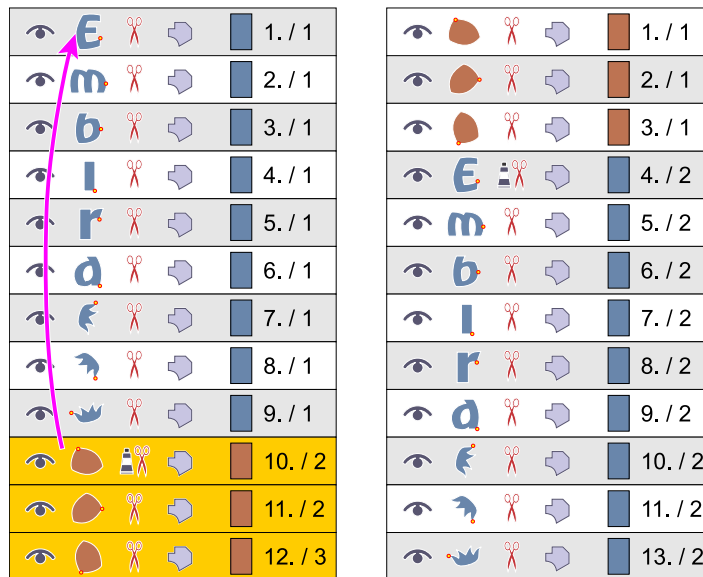 E 1. / 1
m 2. / 1
b 3. / 1
l 4. / 1
r 5. / 1
a 6. / 1
7. / 1
8. / 1
9. / 1
10. / 2
11. / 2
12. / 3
1. / 1
2. / 1
3. / 1
E 4. / 2
m 5. / 2
b 6. / 2
l 7. / 2
r 8. / 2
a 9. / 2
10. / 2
11. / 2
13. / 2